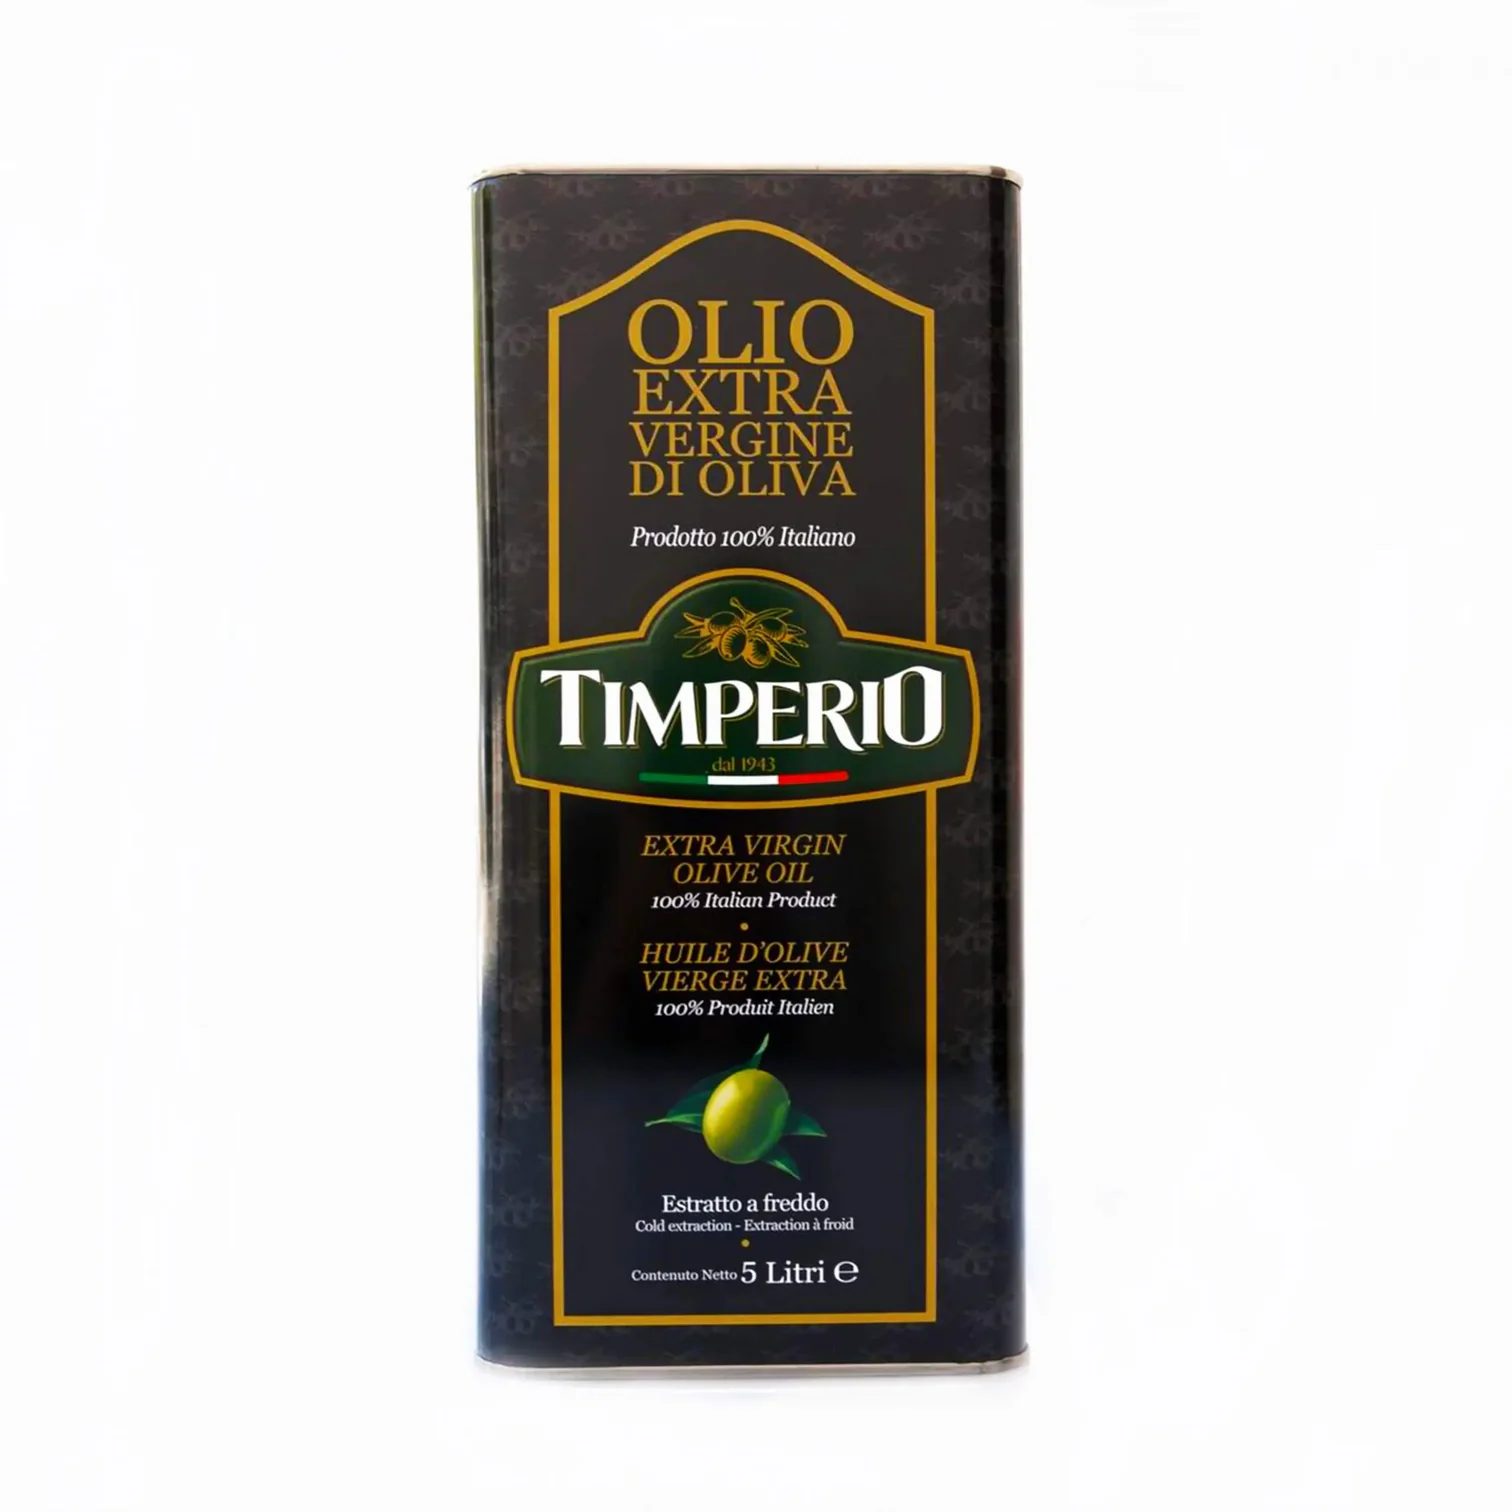 OLIO
EXTRA
VERGINE
DI OLIVA
Prodotto 100% Italiano
TIMPERIO
dal 1943
EXTRA VIRGIN
OLIVE OIL
100% Italian Product
HUILE D'OLIVE
VIERGE EXTRA
100% Produit Italien
Estratto a freddo
Cold extraction - Extraction à froid
Contenuto Netto 5 Litri ℮